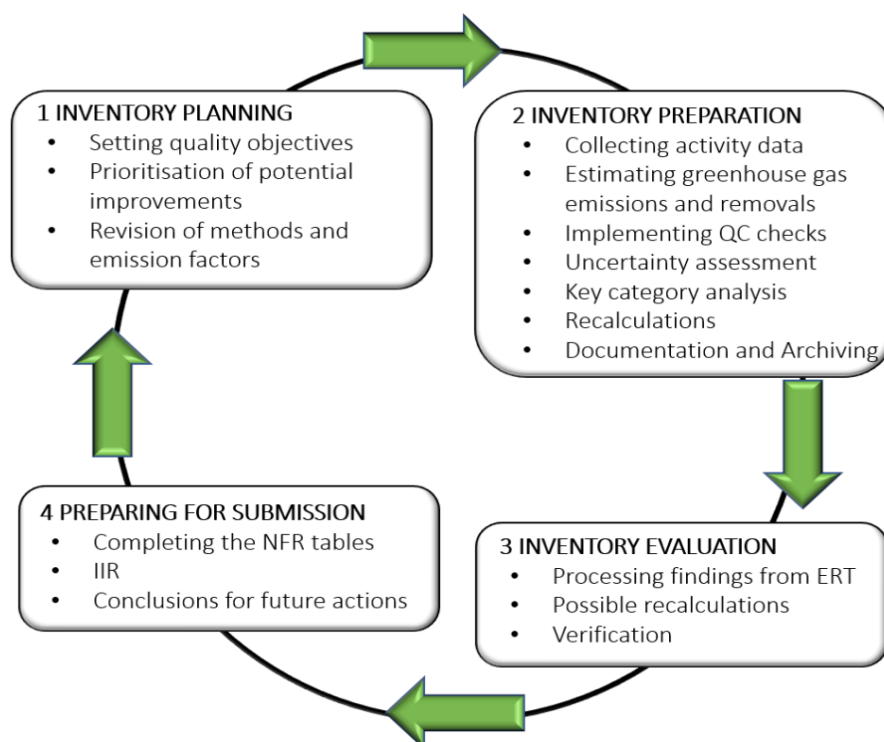 1 INVENTORY PLANNING
• Setting quality objectives
• Prioritisation of potential
improvements
• Revision of methods and
emission factors
2 INVENTORY PREPARATION
• Collecting activity data
• Estimating greenhouse gas
emissions and removals
• Implementing QC checks
• Uncertainty assessment
• Key category analysis
• Recalculations
• Documentation and Archiving
3 INVENTORY EVALUATION
• Processing findings from ERT
• Possible recalculations
• Verification
4 PREPARING FOR SUBMISSION
• Completing the NFR tables
• IIR
• Conclusions for future actions